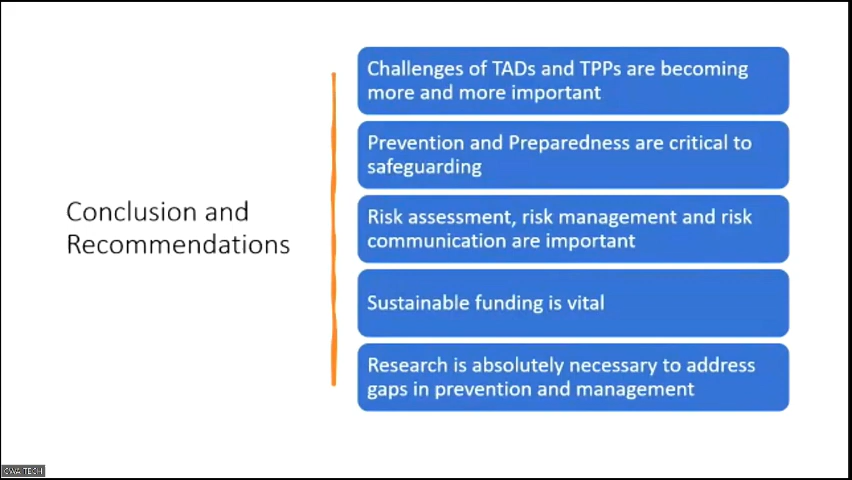 Conclusion and
Recommendations
Challenges of TADs and TPPs are becoming
more and more important
Prevention and Preparedness are critical to
safeguarding
Risk assessment, risk management and risk
communication are important
Sustainable funding is vital
Research is absolutely necessary to address
gaps in prevention and management
CWA TECH